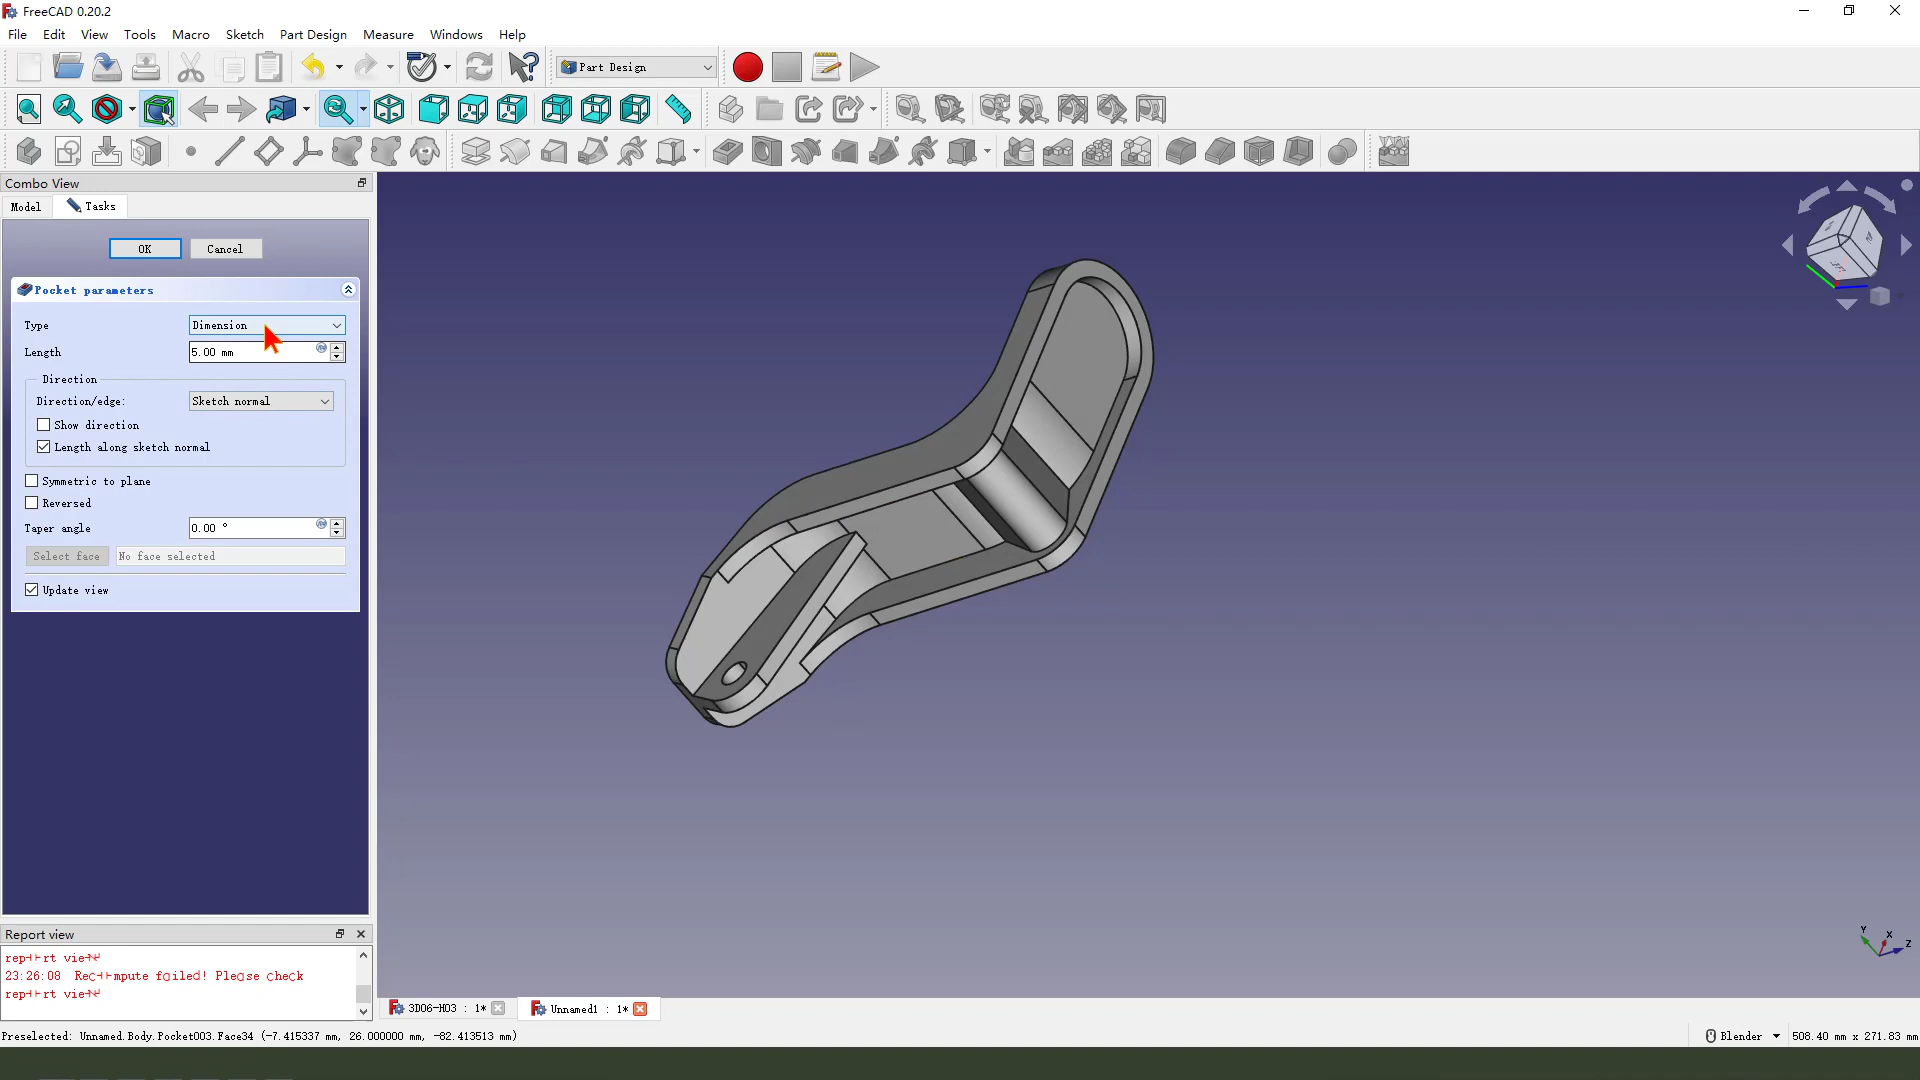 FreeCAD 0.20.2
File Edit View Tools Macro Sketch Part Design Measure Windows Help
Part Design
Combo View
Model Tasks
OK Cancel
Pocket parameters
Type Dimension
Length 5.00 mm
Direction
Direction/edge: Sketch normal
Show direction
Length along sketch normal
Symmetric to plane
Reversed
Taper angle 0.00 °
Select face No face selected
Update view
Report view
23:26:08
Please check
Y X Z
3D06-H03 : 1* Unnamed1 : 1*
Preselected: Unnamed.Body.Pocket003.Face34 (-7.415337 mm, 26.000000 mm, -82.413513 mm)
Blender 508.40 mm x 271.83 mm